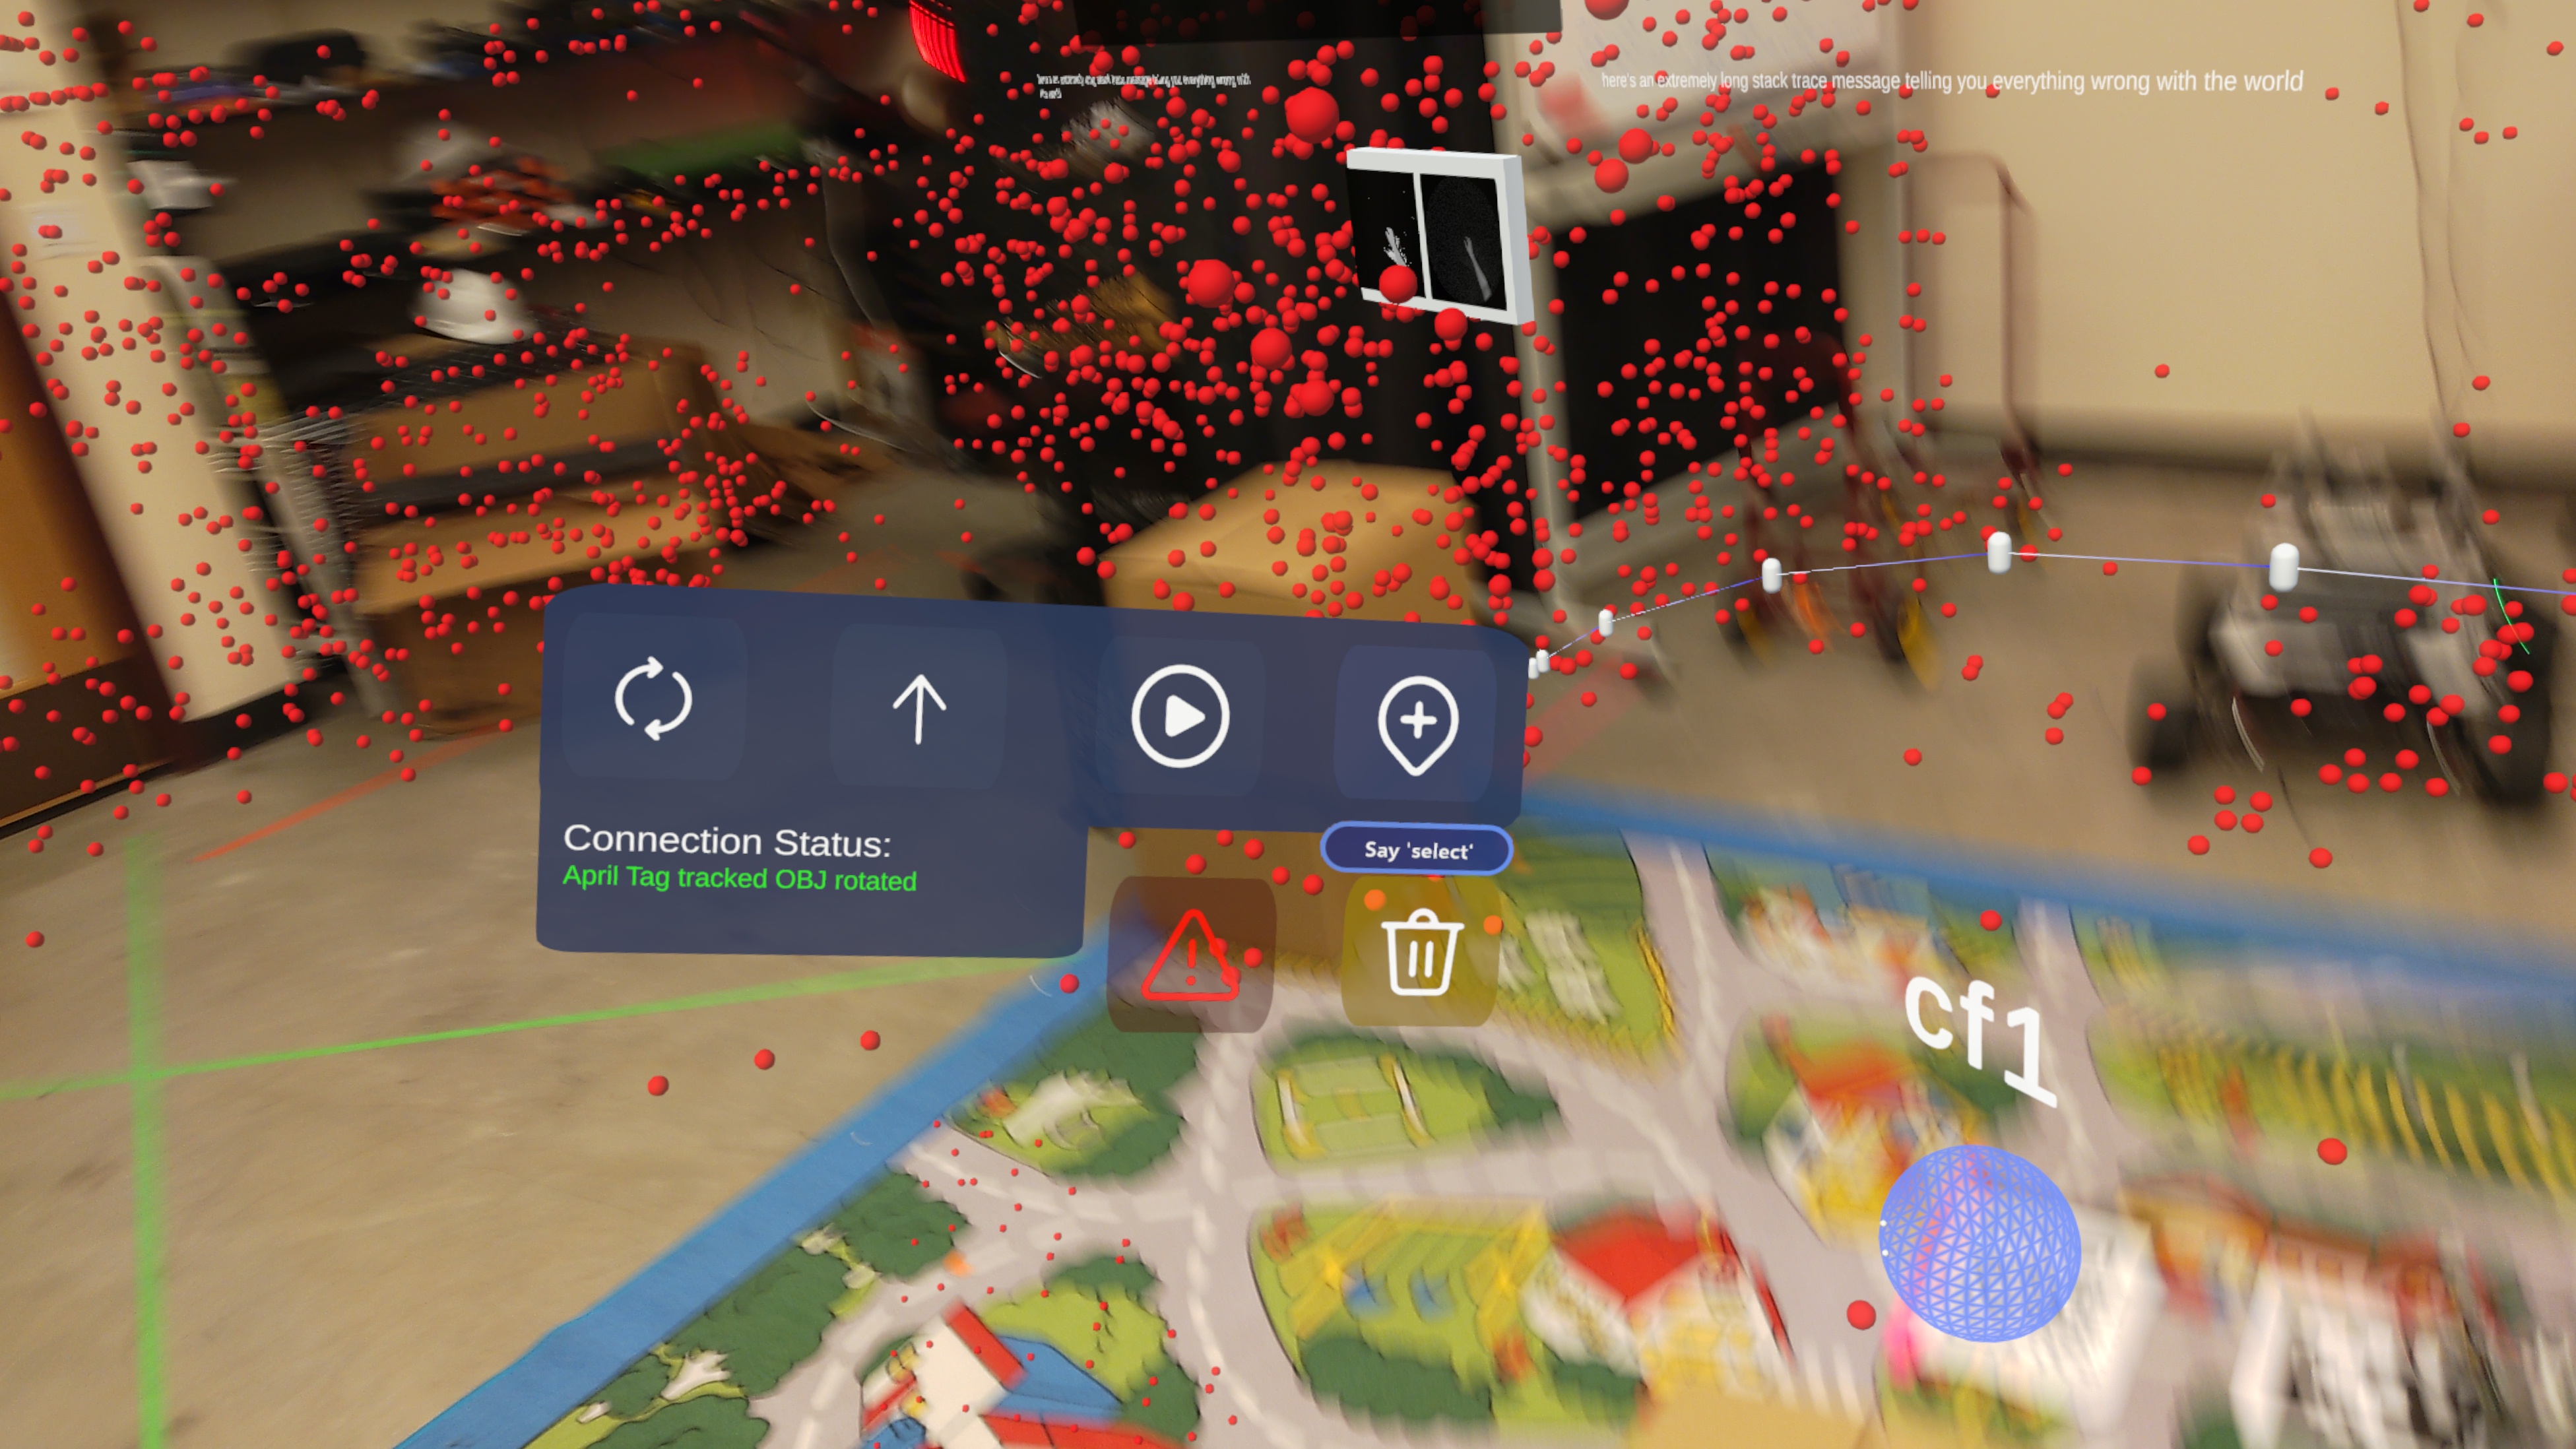 here's an extremely long stack trace message telling you everything wrong with the world
Connection Status:
April Tag tracked OBJ rotated
Say 'select'
cf1